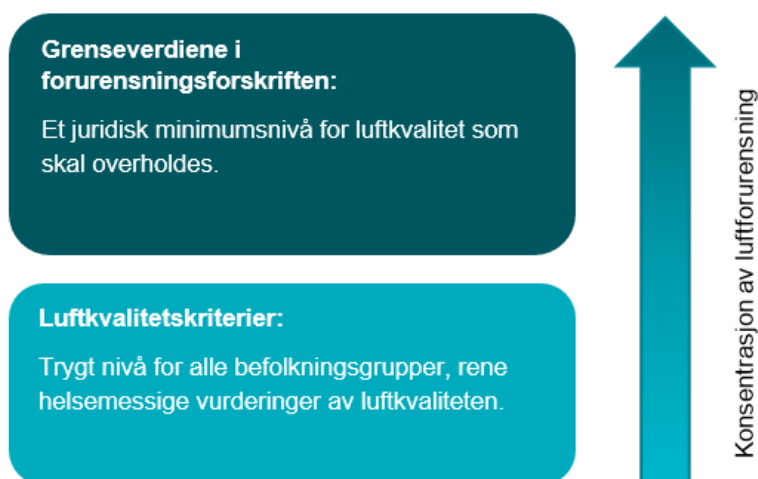 Grenseverdiene i
forurensningsforskriften:
Et juridisk minimumsnivå for luftkvalitet som
skal overholdes.
Luftkvalitetskriterier:
Trygt nivå for alle befolkningsgrupper, rene
helsemessige vurderinger av luftkvaliteten.
Konsentrasjon av luftforurensning